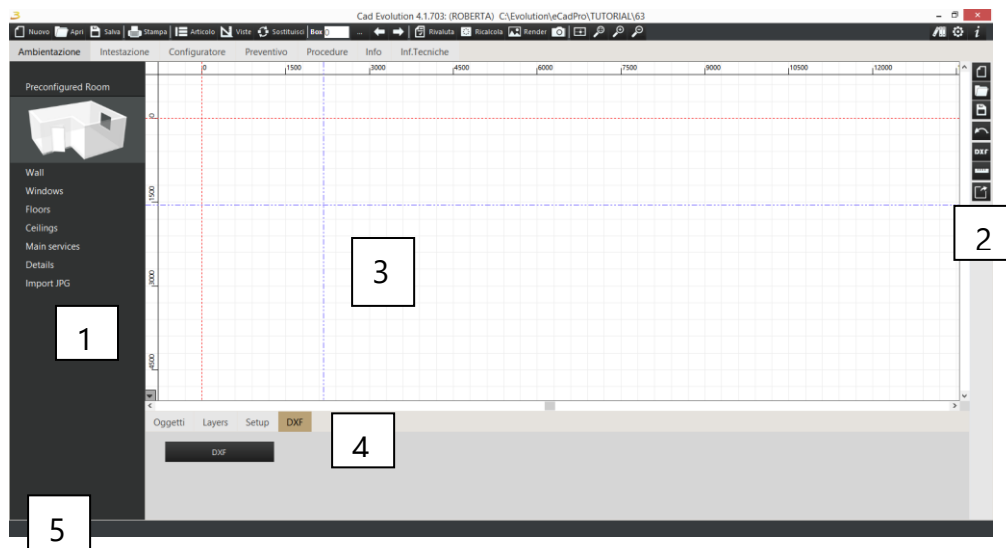 Cad Evolution 4.1.703: (ROBERTA) C:\Evolution\eCadPro\TUTORIAL\63
Nuovo Apri Salva Stampa Articolo Viste Sostituisci Box 0 .. Rivaluta Ricalcola Render
Ambientazione Intestazione Configuratore Preventivo Procedure Info Inf.Tecniche
Preconfigured Room
Wall
Windows
Floors
Ceilings
Main services
Details
Import JPG
1
0 1500 3000 4500 6000 7500 9000 10500 12000
0
1500
3000
4500
3
DXF
2
Oggetti Layers Setup DXF
DXF
4
5